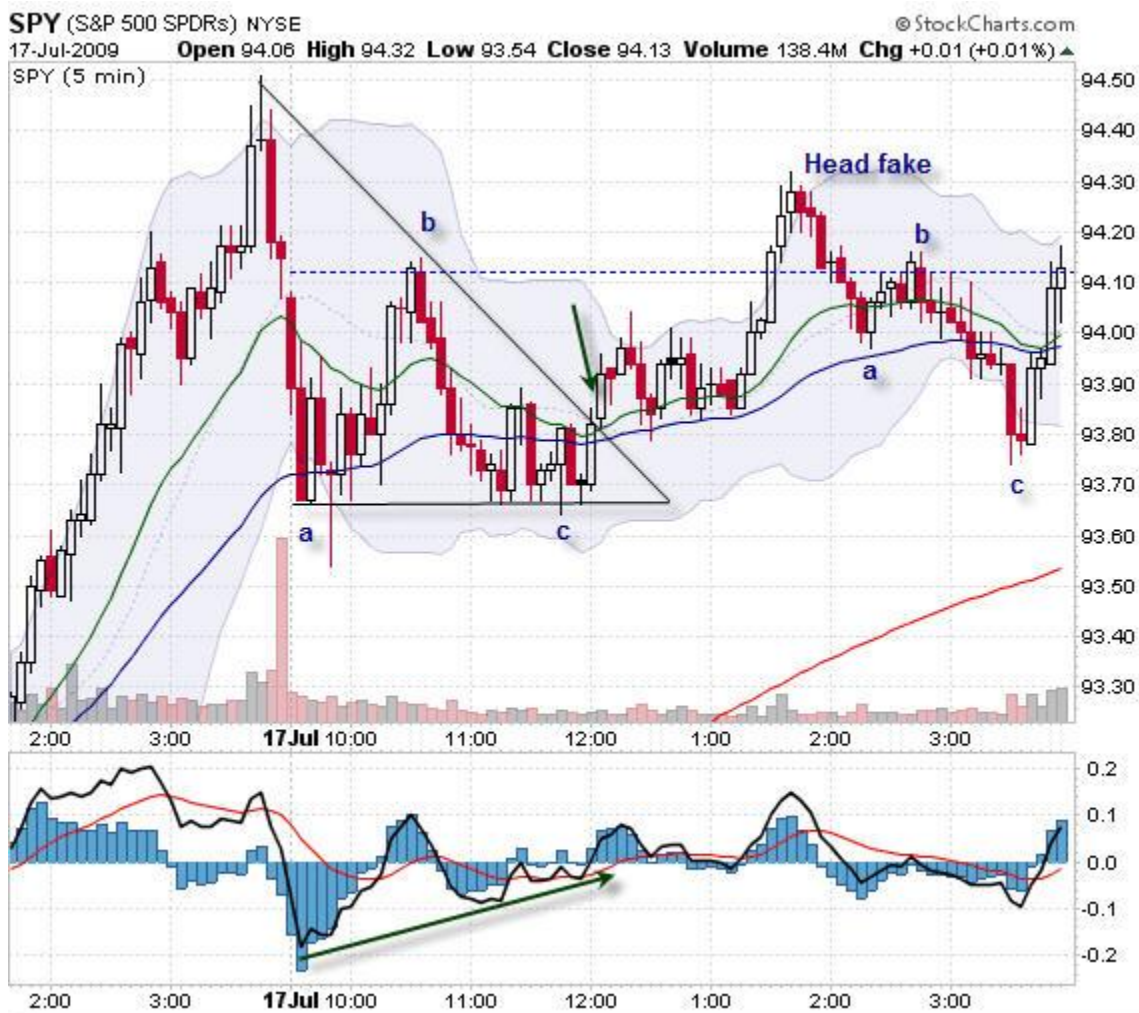 SPY (S&P 500 SPDRs) NYSE © StockCharts.com
17-Jul-2009 Open 94.06 High 94.32 Low 93.54 Close 94.13 Volume 138.4M Chg +0.01 (+0.01%)
SPY (5 min)
94.50
94.40
94.30
94.20
94.10
94.00
93.90
93.80
93.70
93.60
93.50
93.40
93.30
Head fake
b
b
a
c
a
c
2:00 3:00 17Jul 10:00 11:00 12:00 1:00 2:00 3:00
0.2
0.1
0.0
-0.1
-0.2
2:00 3:00 17Jul 10:00 11:00 12:00 1:00 2:00 3:00